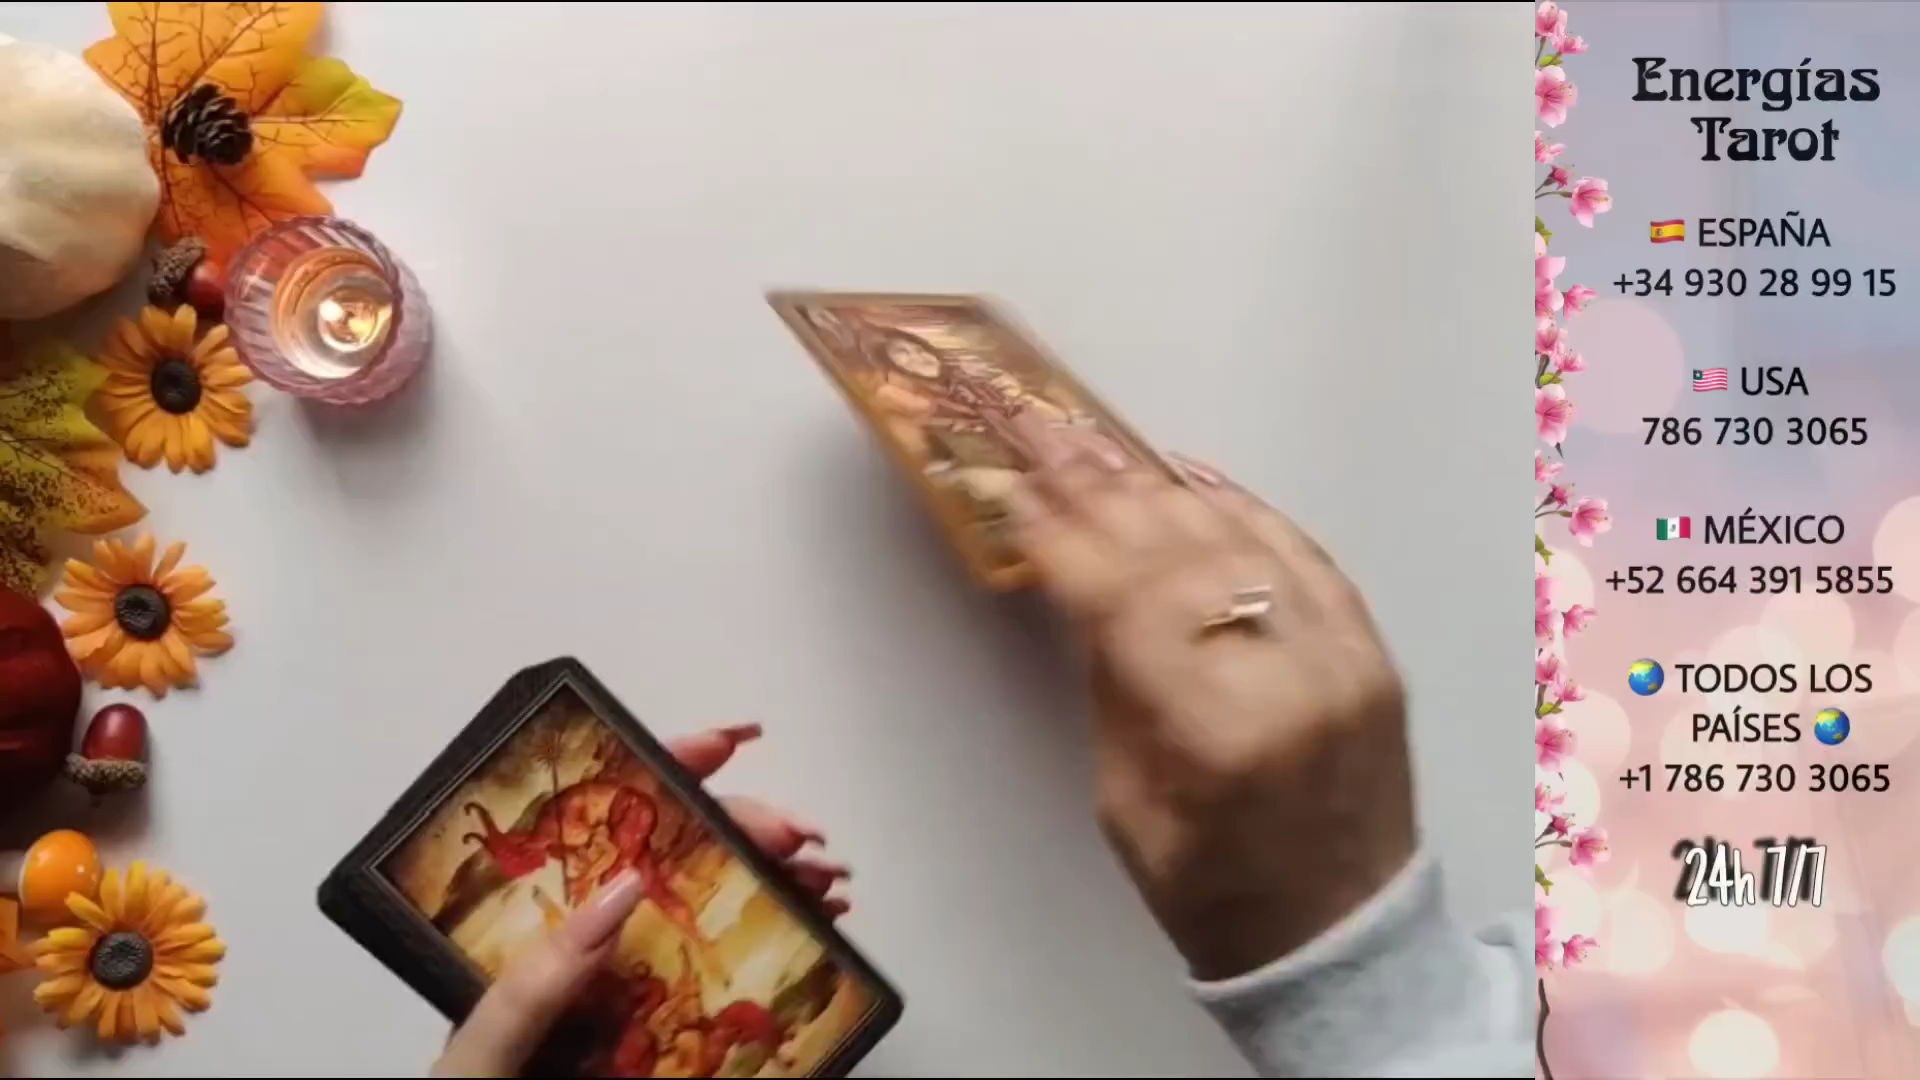 Energías
Tarot
🇪🇸 ESPAÑA
+34 930 28 99 15
🇺🇸 USA
786 730 3065
🇲🇽 MÉXICO
+52 664 391 5855
🌏 TODOS LOS
PAÍSES 🌏
+1 786 730 3065
24h 7/7